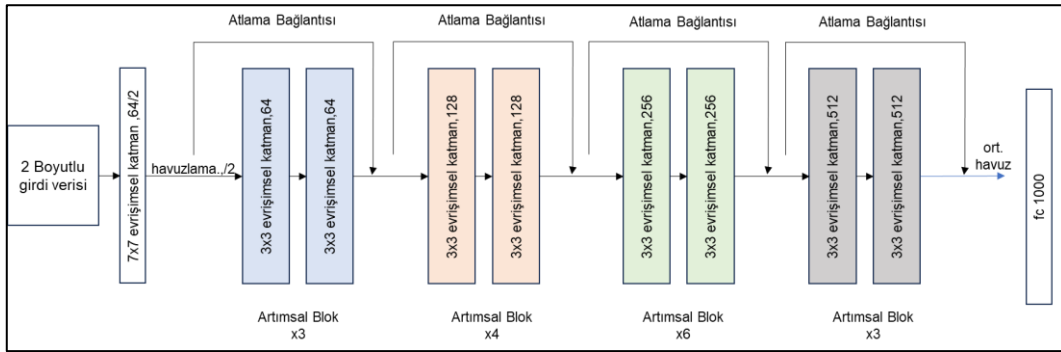 Atlama Bağlantısı
Atlama Bağlantısı
Atlama Bağlantısı
Atlama Bağlantısı
2 Boyutlu
girdi verisi
7x7 evrişimsel katman ,64/2
havuzlama.,/2
3x3 evrişimsel katman,64
3x3 evrişimsel katman,64
3x3 evrişimsel katman,128
3x3 evrişimsel katman,128
3x3 evrişimsel katman,256
3x3 evrişimsel katman,256
3x3 evrişimsel katman,512
3x3 evrişimsel katman,512
ort.
havuz
fc 1000
Artımsal Blok
x3
Artımsal Blok
x4
Artımsal Blok
x6
Artımsal Blok
x3